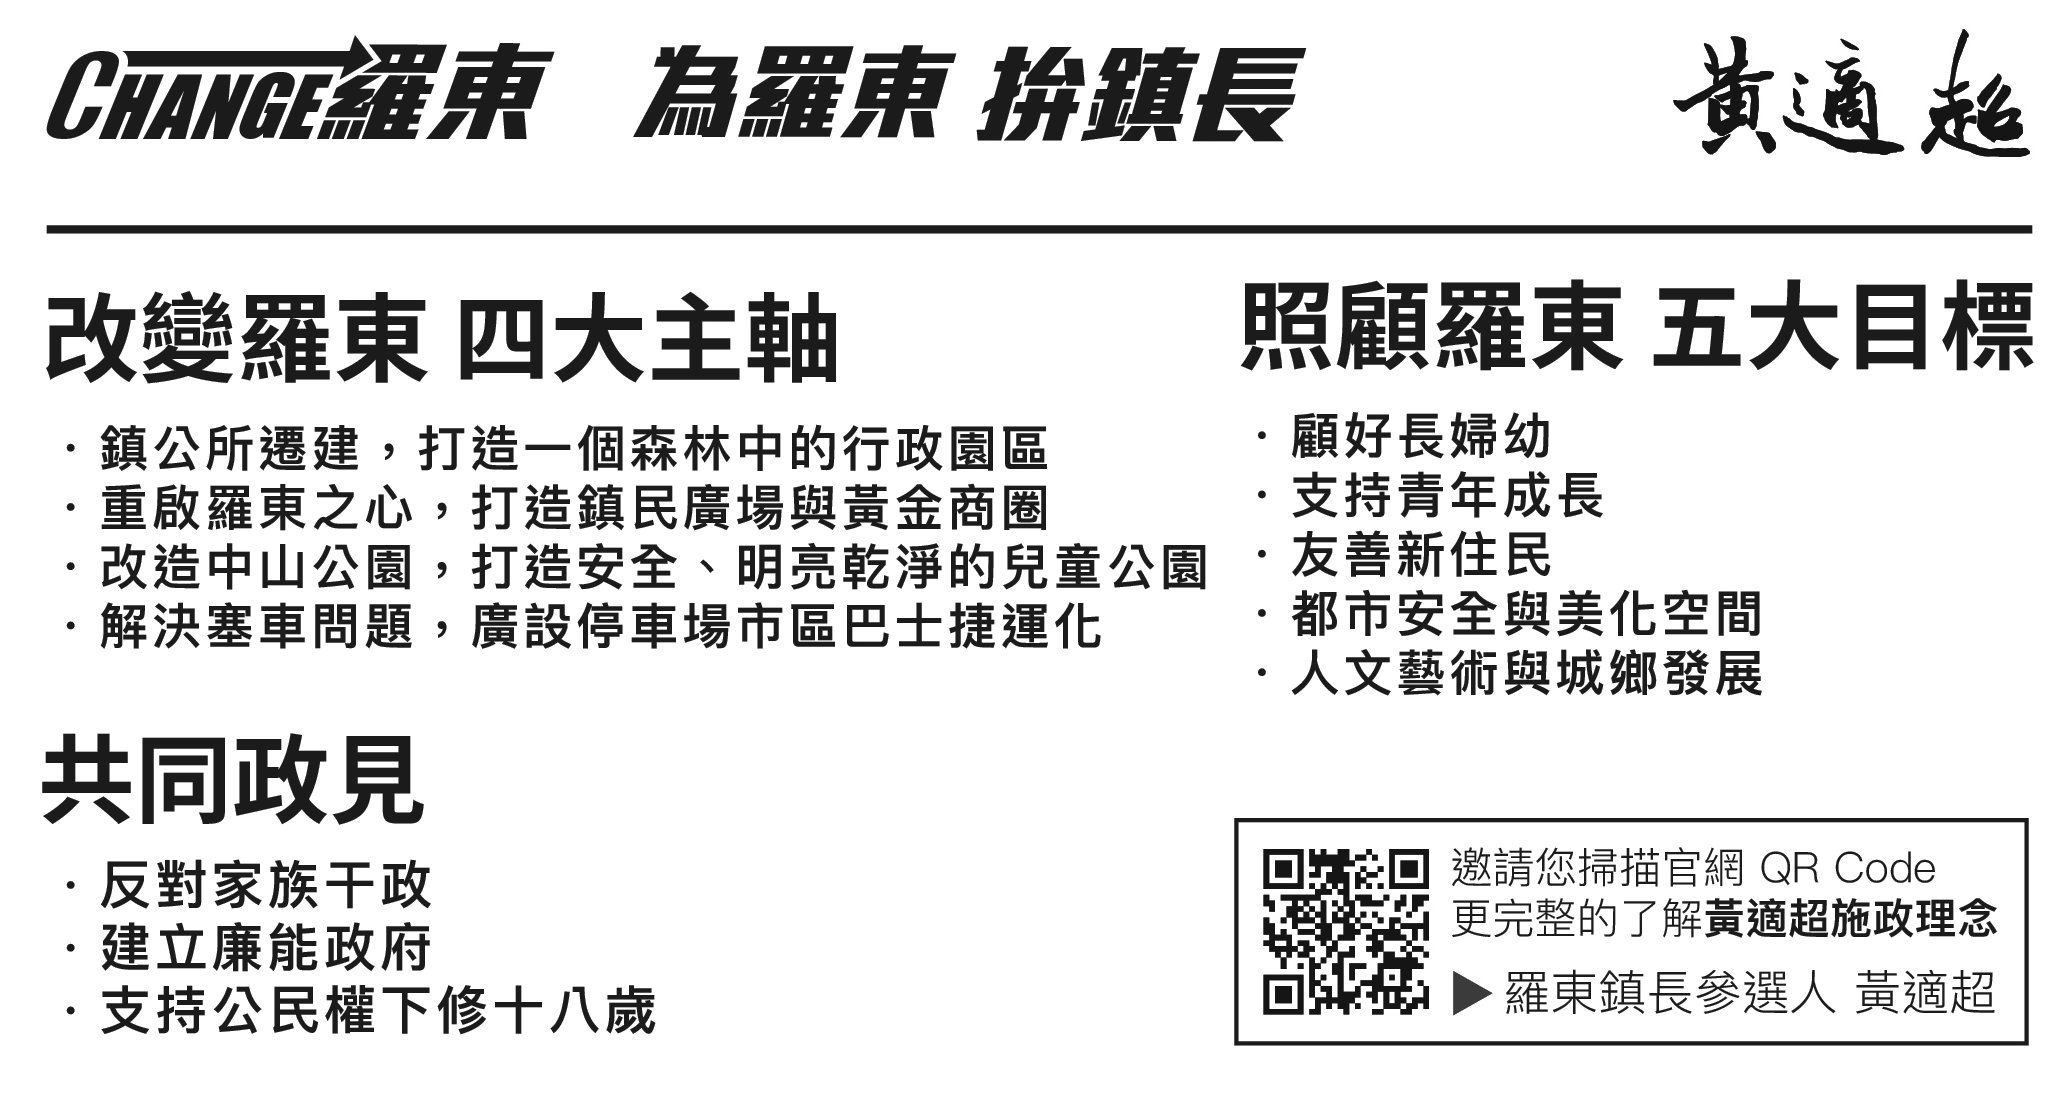 CHANGE羅東 為羅東 拚鎮長 黃適超
改變羅東 四大主軸
· 鎮公所遷建，打造一個森林中的行政園區
· 重啟羅東之心，打造鎮民廣場與黃金商圈
· 改造中山公園，打造安全、明亮乾淨的兒童公園
· 解決塞車問題，廣設停車場市區巴士捷運化
照顧羅東 五大目標
· 顧好長婦幼
· 支持青年成長
· 友善新住民
· 都市安全與美化空間
· 人文藝術與城鄉發展
共同政見
· 反對家族干政
· 建立廉能政府
· 支持公民權下修十八歲
邀請您掃描官網 QR Code
更完整的了解黃適超施政理念
▶ 羅東鎮長參選人 黃適超